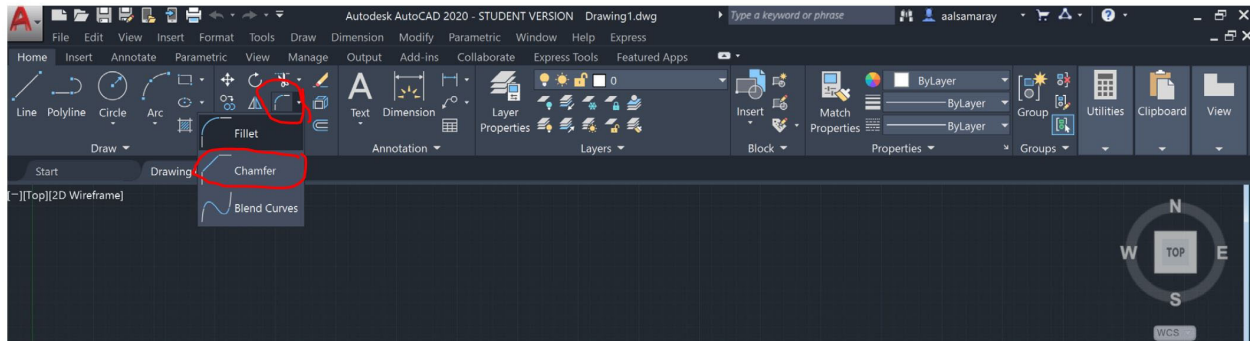 A Autodesk AutoCAD 2020 - STUDENT VERSION Drawing1.dwg Type a keyword or phrase aalsamaray ?
File Edit View Insert Format Tools Draw Dimension Modify Parametric Window Help Express
Home Insert Annotate Parametric View Manage Output Add-ins Collaborate Express Tools Featured Apps
Line Polyline Circle Arc
Draw
Fillet
Chamfer
Blend Curves
A
Text Dimension
Annotation
Layer
Properties
0
Layers
Insert
Block
Match
Properties
ByLayer
ByLayer
ByLayer
Properties
Group
Groups
Utilities
Clipboard
View
Start Drawing
[-][Top][2D Wireframe]
N
W TOP E
S
WCS